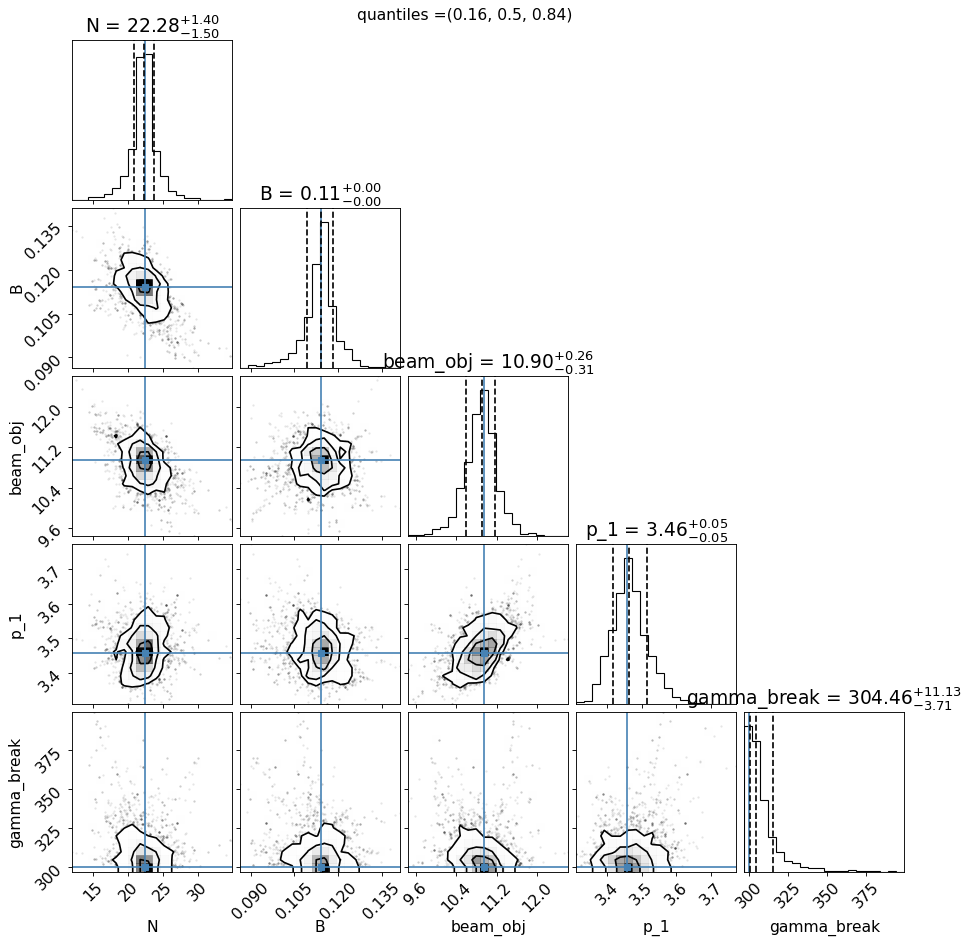 quantiles =(0.16, 0.5, 0.84)
N = 22.28+1.40−1.50
B = 0.11+0.00−0.00
0.135
0.120
0.105
0.090
B
beam_obj = 10.90+0.26−0.31
12.0
11.2
10.4
9.6
beam_obj
p_1 = 3.46+0.05−0.05
3.7
3.6
3.5
3.4
p_1
gamma_break = 304.46+11.13−3.71
375
350
325
300
gamma_break
15 20 25 30
0.090 0.105 0.120 0.135
9.6 10.4 11.2 12.0
3.4 3.5 3.6 3.7
300 325 350 375
N B beam_obj p_1 gamma_break